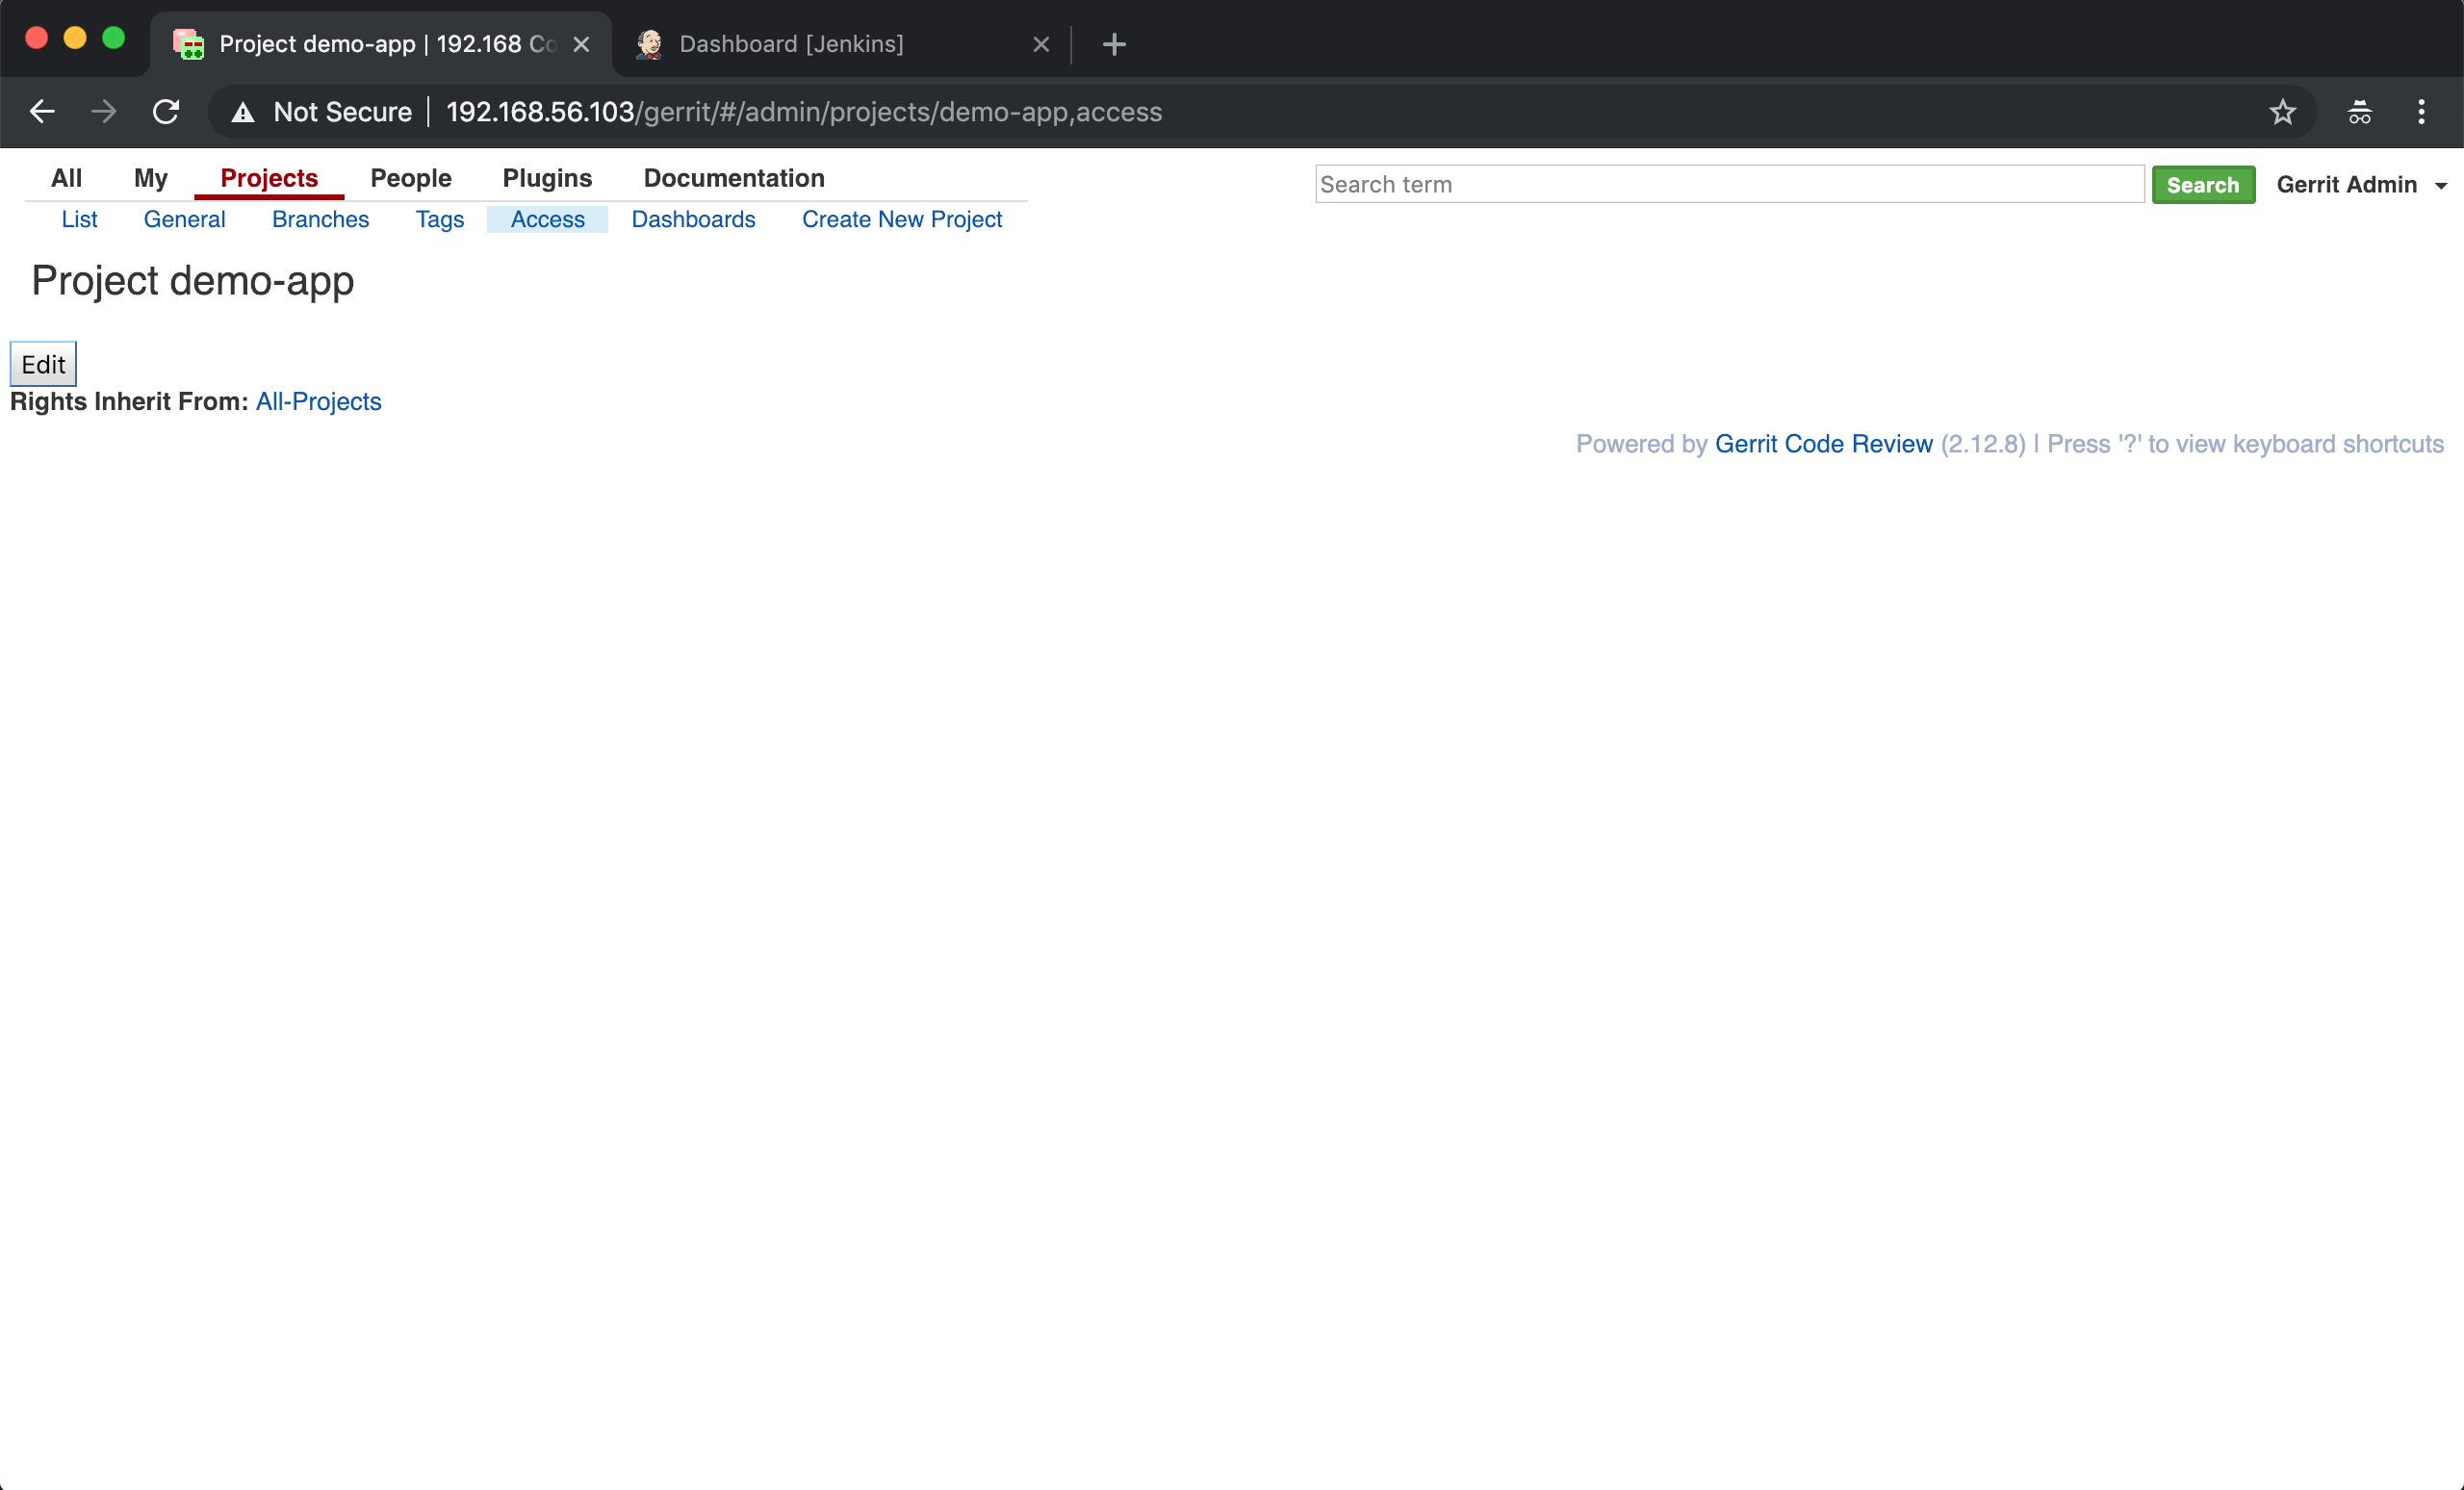 Project demo-app | 192.168 Co
Dashboard [Jenkins]
Not Secure | 192.168.56.103/gerrit/#/admin/projects/demo-app,access
All My Projects People Plugins Documentation
Search term Search Gerrit Admin
List General Branches Tags Access Dashboards Create New Project
Project demo-app
Edit
Rights Inherit From: All-Projects
Powered by Gerrit Code Review (2.12.8) | Press '?' to view keyboard shortcuts